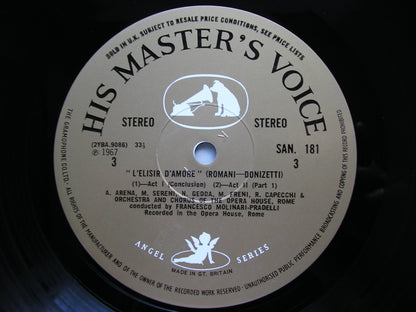 SOLD IN U.K. SUBJECT TO RESALE PRICE CONDITIONS, SEE PRICE LISTS
HIS MASTER'S VOICE
STEREO STEREO
(2YBA.9086) 33⅓ SAN. 181
℗ 1967
3 3
"L'ELISIR D'AMORE" (ROMANI—DONIZETTI)
(1)—Act I (Conclusion) (2)—Act II (Part 1)
A. ARENA, M. SERENI, N. GEDDA, M. FRENI, R. CAPECCHI &
ORCHESTRA AND CHORUS OF THE OPERA HOUSE, ROME
conducted by FRANCESCO MOLINARI-PRADELLI
Recorded in the Opera House, Rome
ANGEL SERIES
MADE IN GT. BRITAIN
THE GRAMOPHONE CO. LTD. ALL RIGHTS OF THE MANUFACTURER AND OF THE OWNER OF THE RECORDED WORK RESERVED. UNAUTHORISED PUBLIC PERFORMANCE BROADCASTING AND COPYING OF THIS RECORD PROHIBITED